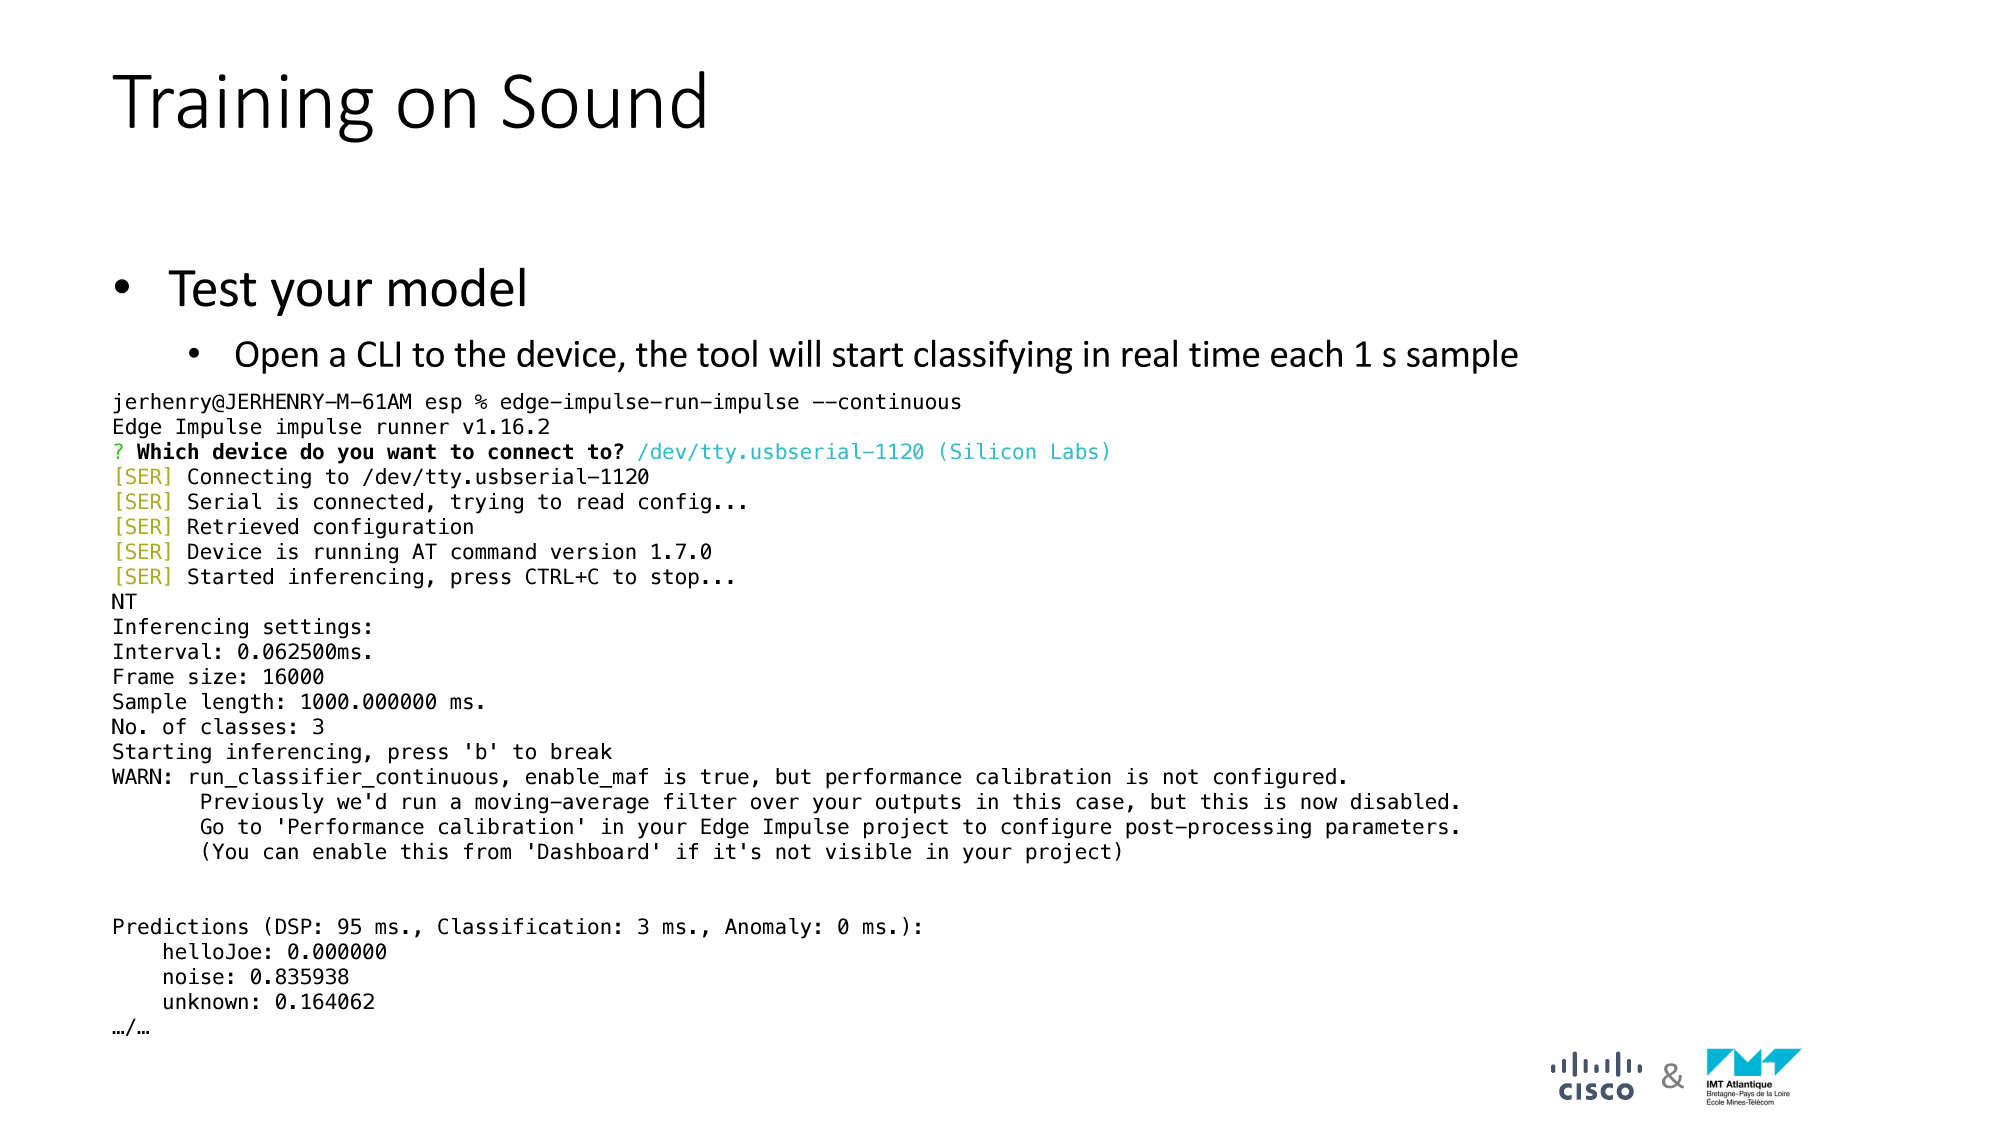 Training on Sound
• Test your model
• Open a CLI to the device, the tool will start classifying in real time each 1 s sample
jerhenry@JERHENRY-M-61AM esp % edge-impulse-run-impulse --continuous
Edge Impulse impulse runner v1.16.2
? Which device do you want to connect to? /dev/tty.usbserial-1120 (Silicon Labs)
[SER] Connecting to /dev/tty.usbserial-1120
[SER] Serial is connected, trying to read config...
[SER] Retrieved configuration
[SER] Device is running AT command version 1.7.0
[SER] Started inferencing, press CTRL+C to stop...
NT
Inferencing settings:
Interval: 0.062500ms.
Frame size: 16000
Sample length: 1000.000000 ms.
No. of classes: 3
Starting inferencing, press 'b' to break
WARN: run_classifier_continuous, enable_maf is true, but performance calibration is not configured.
Previously we'd run a moving-average filter over your outputs in this case, but this is now disabled.
Go to 'Performance calibration' in your Edge Impulse project to configure post-processing parameters.
(You can enable this from 'Dashboard' if it's not visible in your project)
Predictions (DSP: 95 ms., Classification: 3 ms., Anomaly: 0 ms.):
helloJoe: 0.000000
noise: 0.835938
unknown: 0.164062
…/…
CISCO & IMT
IMT Atlantique
Bretagne-Pays de la Loire
École Mines-Télécom